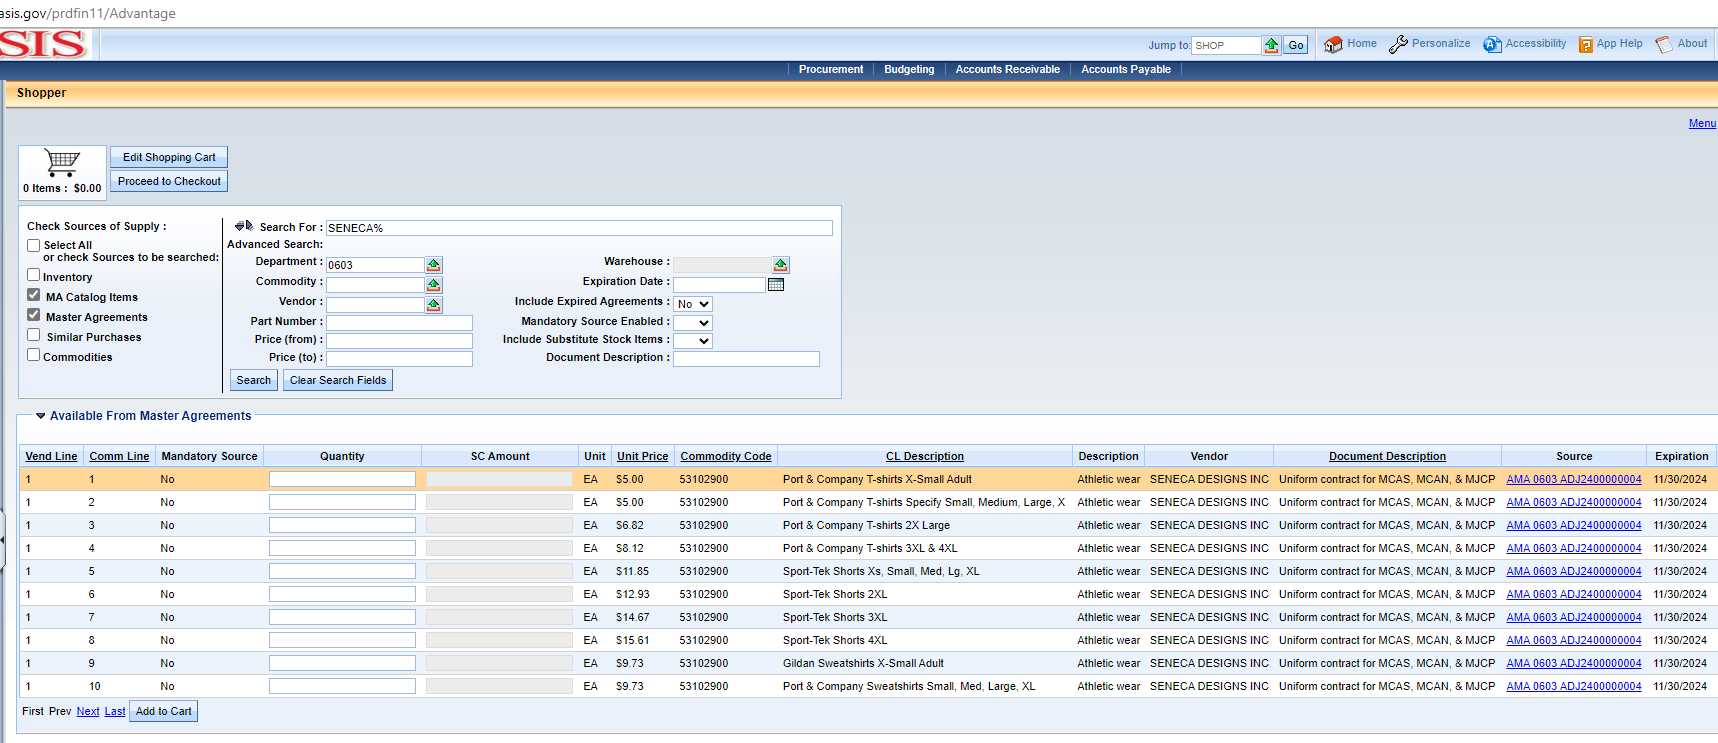 asis.gov/prdfin11/Advantage
SIS
Jump to: SHOP Go Home Personalize Accessibility App Help About
Procurement Budgeting Accounts Receivable Accounts Payable
Shopper
Menu
Edit Shopping Cart
0 Items : $0.00
Proceed to Checkout
Check Sources of Supply :
Select All
or check Sources to be searched:
Inventory
MA Catalog Items
Master Agreements
Similar Purchases
Commodities
Search For : SENECA%
Advanced Search:
Department : 0603
Commodity :
Vendor :
Part Number :
Price (from) :
Price (to) :
Warehouse :
Expiration Date :
Include Expired Agreements : No
Mandatory Source Enabled :
Include Substitute Stock Items :
Document Description :
Search Clear Search Fields
Available From Master Agreements
Vend Line Comm Line Mandatory Source Quantity SC Amount Unit Unit Price Commodity Code CL Description Description Vendor Document Description Source Expiration
1 1 No EA $5.00 53102900 Port & Company T-shirts X-Small Adult Athletic wear SENECA DESIGNS INC Uniform contract for MCAS, MCAN, & MJCP AMA 0603 ADJ2400000004 11/30/2024
1 2 No EA $5.00 53102900 Port & Company T-shirts Specify Small, Medium, Large, X Athletic wear SENECA DESIGNS INC Uniform contract for MCAS, MCAN, & MJCP AMA 0603 ADJ2400000004 11/30/2024
1 3 No EA $6.82 53102900 Port & Company T-shirts 2X Large Athletic wear SENECA DESIGNS INC Uniform contract for MCAS, MCAN, & MJCP AMA 0603 ADJ2400000004 11/30/2024
1 4 No EA $8.12 53102900 Port & Company T-shirts 3XL & 4XL Athletic wear SENECA DESIGNS INC Uniform contract for MCAS, MCAN, & MJCP AMA 0603 ADJ2400000004 11/30/2024
1 5 No EA $11.85 53102900 Sport-Tek Shorts Xs, Small, Med, Lg, XL Athletic wear SENECA DESIGNS INC Uniform contract for MCAS, MCAN, & MJCP AMA 0603 ADJ2400000004 11/30/2024
1 6 No EA $12.93 53102900 Sport-Tek Shorts 2XL Athletic wear SENECA DESIGNS INC Uniform contract for MCAS, MCAN, & MJCP AMA 0603 ADJ2400000004 11/30/2024
1 7 No EA $14.67 53102900 Sport-Tek Shorts 3XL Athletic wear SENECA DESIGNS INC Uniform contract for MCAS, MCAN, & MJCP AMA 0603 ADJ2400000004 11/30/2024
1 8 No EA $15.61 53102900 Sport-Tek Shorts 4XL Athletic wear SENECA DESIGNS INC Uniform contract for MCAS, MCAN, & MJCP AMA 0603 ADJ2400000004 11/30/2024
1 9 No EA $9.73 53102900 Gildan Sweatshirts X-Small Adult Athletic wear SENECA DESIGNS INC Uniform contract for MCAS, MCAN, & MJCP AMA 0603 ADJ2400000004 11/30/2024
1 10 No EA $9.73 53102900 Port & Company Sweatshirts Small, Med, Large, XL Athletic wear SENECA DESIGNS INC Uniform contract for MCAS, MCAN, & MJCP AMA 0603 ADJ2400000004 11/30/2024
First Prev Next Last Add to Cart